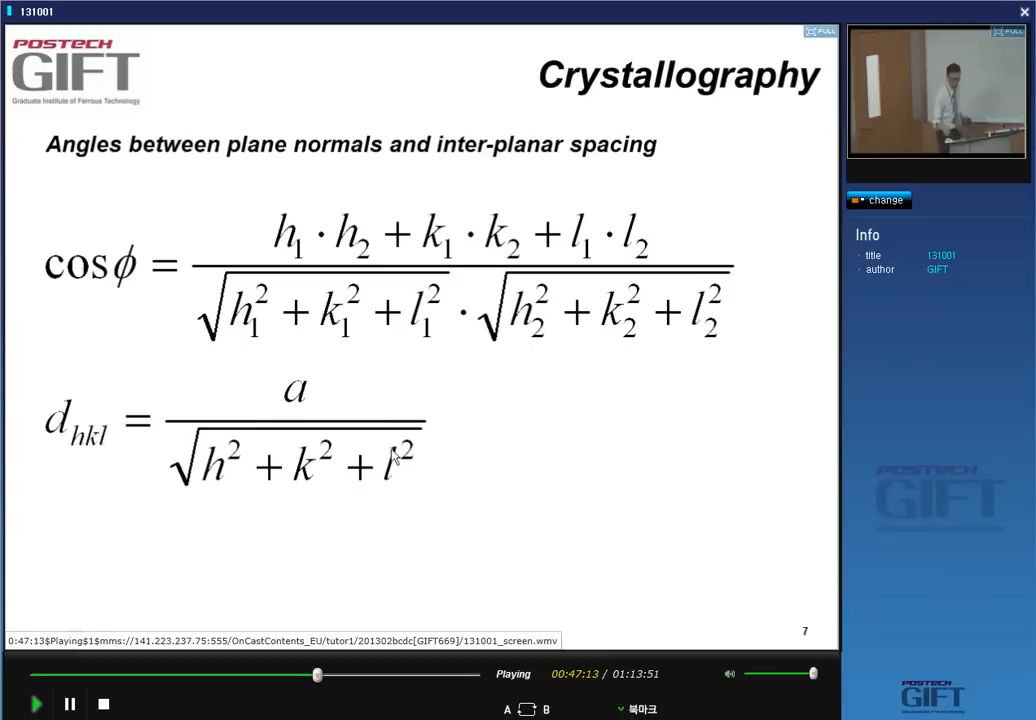 131001
FULL
POSTECH
GIFT
Graduate Institute of Ferrous Technology
Crystallography
Angles between plane normals and inter-planar spacing
cosϕ = (h₁ · h₂ + k₁ · k₂ + l₁ · l₂) / (√(h₁² + k₁² + l₁²) · √(h₂² + k₂² + l₂²))
d_hkl = a / √(h² + k² + l²)
7
0:47:13$Playing$1$mms://141.223.237.75:555/OnCastContents_EU/tutor1/201302bcdc[GIFT669]/131001_screen.wmv
Playing 00:47:13 / 01:13:51
A B 북마크
FULL
change
Info
title 131001
author GIFT
POSTECH
GIFT
POSTECH
GIFT